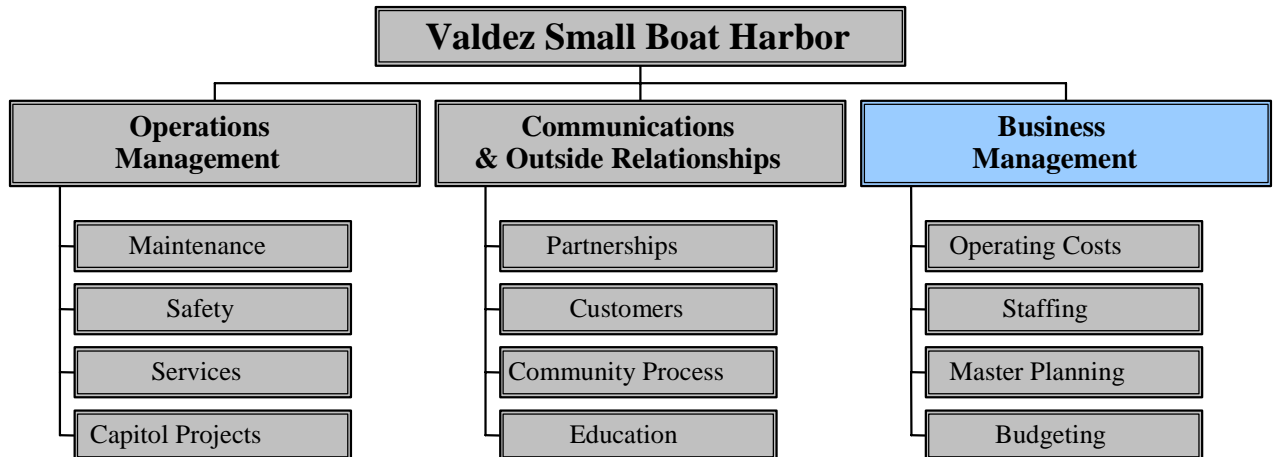 Valdez Small Boat Harbor
Operations
Management
Maintenance
Safety
Services
Capitol Projects
Communications
& Outside Relationships
Partnerships
Customers
Community Process
Education
Business
Management
Operating Costs
Staffing
Master Planning
Budgeting